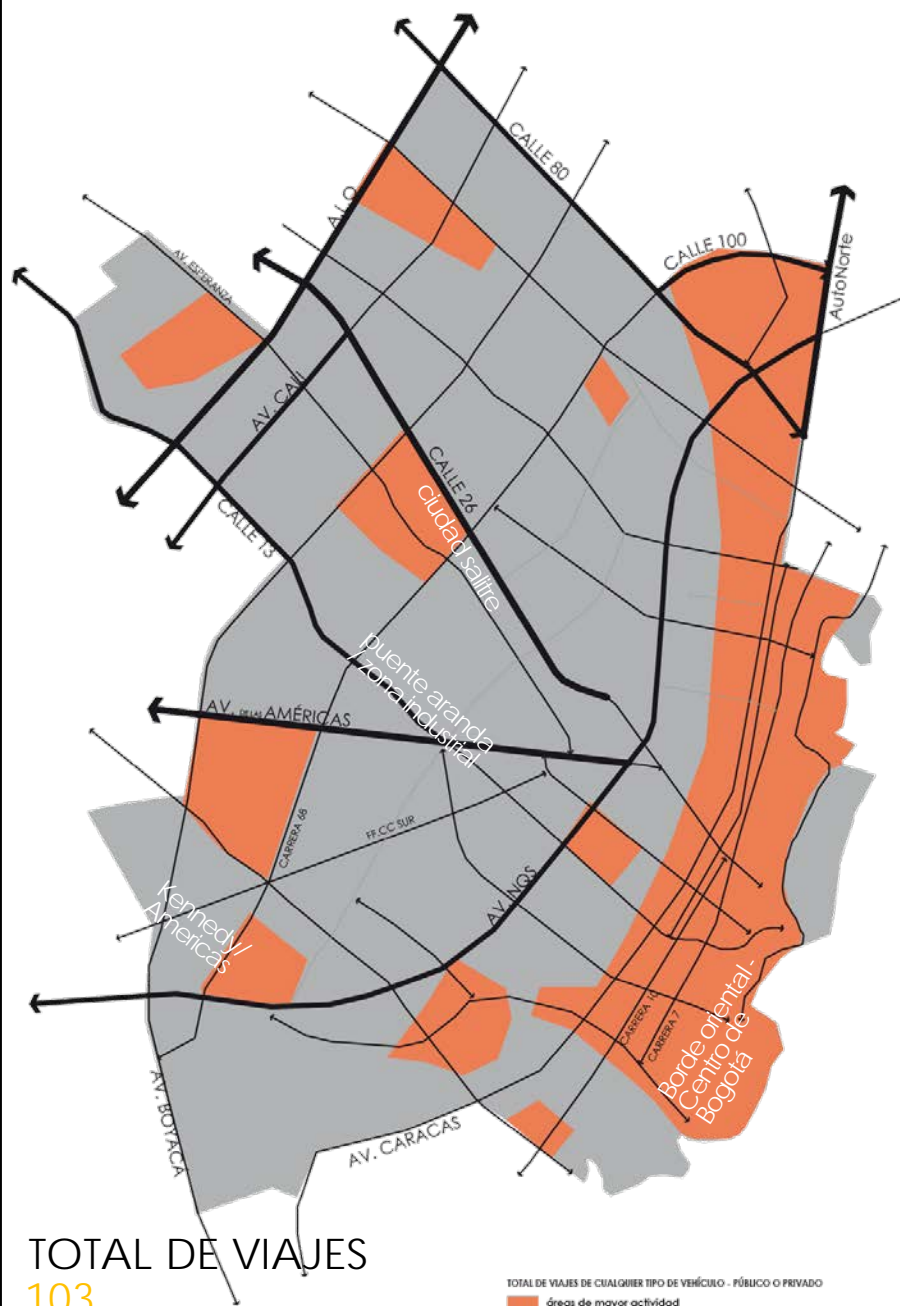 CALLE 80
CALLE 100
AutoNorte
AV. ESPERANZA
AV. CALI
CALLE 26
ciudad salitre
CALLE 13
puente aranda
/ zona industrial
AV. DE LAS AMÉRICAS
CARRERA 68
FF.CC SUR
AV. NQS
Kennedy/
Americas
CARRERA 10
CARRERA 7
Borde oriental -
Centro de
Bogotá
AV. BOYACA
AV. CARACAS
TOTAL DE VIAJES
103
TOTAL DE VIAJES DE CUALQUIER TIPO DE VEHÍCULO - PÚBLICO O PRIVADO
áreas de mayor actividad